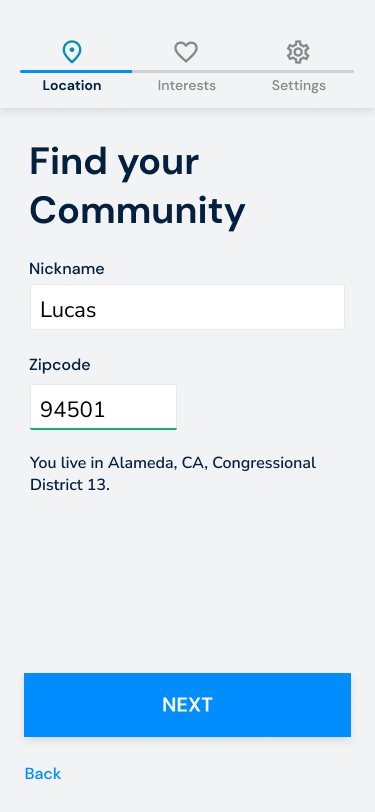 Location Interests Settings
Find your
Community
Nickname
Lucas
Zipcode
94501
You live in Alameda, CA, Congressional
District 13.
NEXT
Back